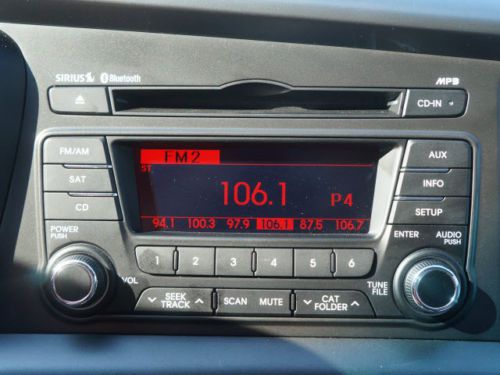 SIRIUS Bluetooth MP3
CD-IN
FM/AM
SAT
CD
FM2
ST
106.1 P4
94.1 100.3 97.9 106.1 87.5 106.7
AUX
INFO
SETUP
POWER
PUSH
VOL
1 2 3 4 5 6
ENTER
AUDIO
PUSH
TUNE
FILE
SEEK
TRACK
SCAN
MUTE
CAT
FOLDER